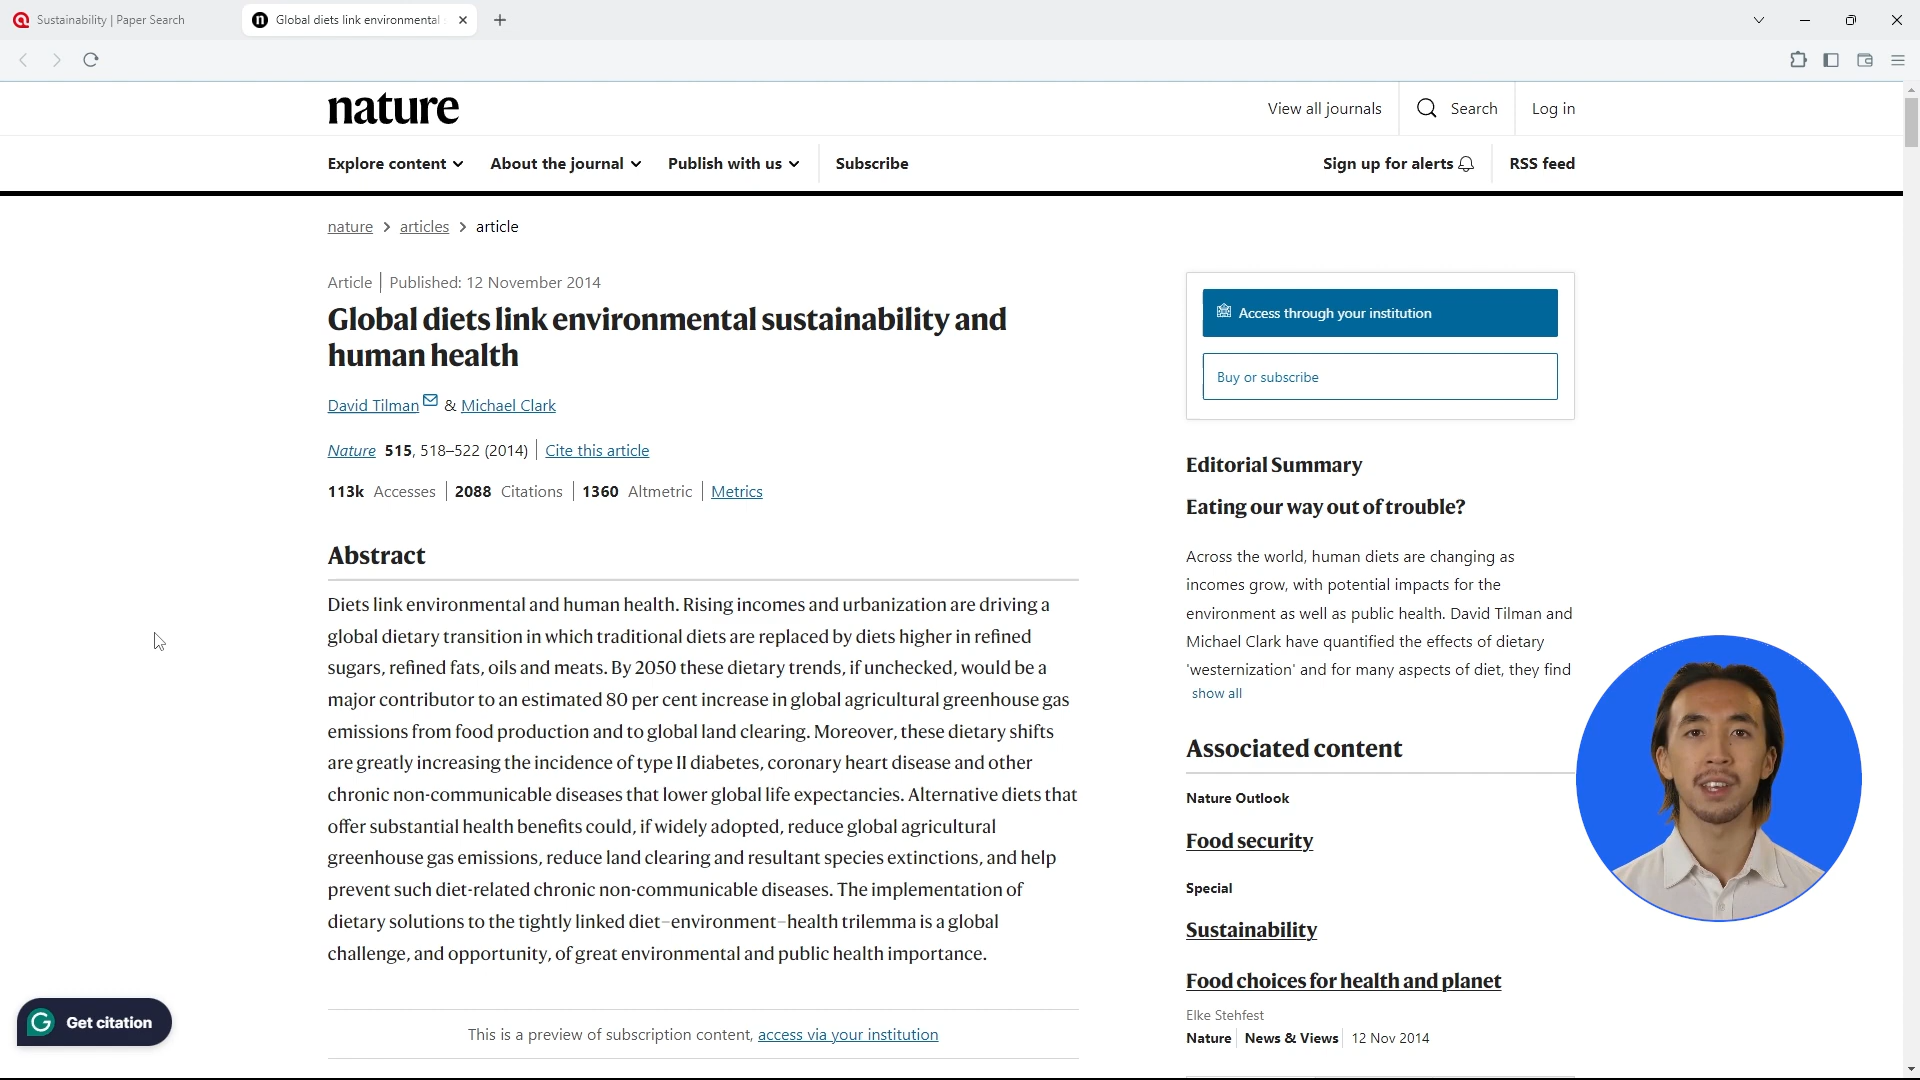 Sustainability | Paper Search
Global diets link environmental
nature
View all journals
Search
Log in
Explore content
About the journal
Publish with us
Subscribe
Sign up for alerts
RSS feed
nature > articles > article
Article | Published: 12 November 2014
Global diets link environmental sustainability and
human health
David Tilman & Michael Clark
Nature 515, 518–522 (2014) | Cite this article
113k Accesses | 2088 Citations | 1360 Altmetric | Metrics
Abstract
Diets link environmental and human health. Rising incomes and urbanization are driving a
global dietary transition in which traditional diets are replaced by diets higher in refined
sugars, refined fats, oils and meats. By 2050 these dietary trends, if unchecked, would be a
major contributor to an estimated 80 per cent increase in global agricultural greenhouse gas
emissions from food production and to global land clearing. Moreover, these dietary shifts
are greatly increasing the incidence of type II diabetes, coronary heart disease and other
chronic non-communicable diseases that lower global life expectancies. Alternative diets that
offer substantial health benefits could, if widely adopted, reduce global agricultural
greenhouse gas emissions, reduce land clearing and resultant species extinctions, and help
prevent such diet-related chronic non-communicable diseases. The implementation of
dietary solutions to the tightly linked diet–environment–health trilemma is a global
challenge, and opportunity, of great environmental and public health importance.
This is a preview of subscription content, access via your institution
Access through your institution
Buy or subscribe
Editorial Summary
Eating our way out of trouble?
Across the world, human diets are changing as
incomes grow, with potential impacts for the
environment as well as public health. David Tilman and
Michael Clark have quantified the effects of dietary
'westernization' and for many aspects of diet, they find
show all
Associated content
Nature Outlook
Food security
Special
Sustainability
Food choices for health and planet
Elke Stehfest
Nature | News & Views | 12 Nov 2014
Get citation